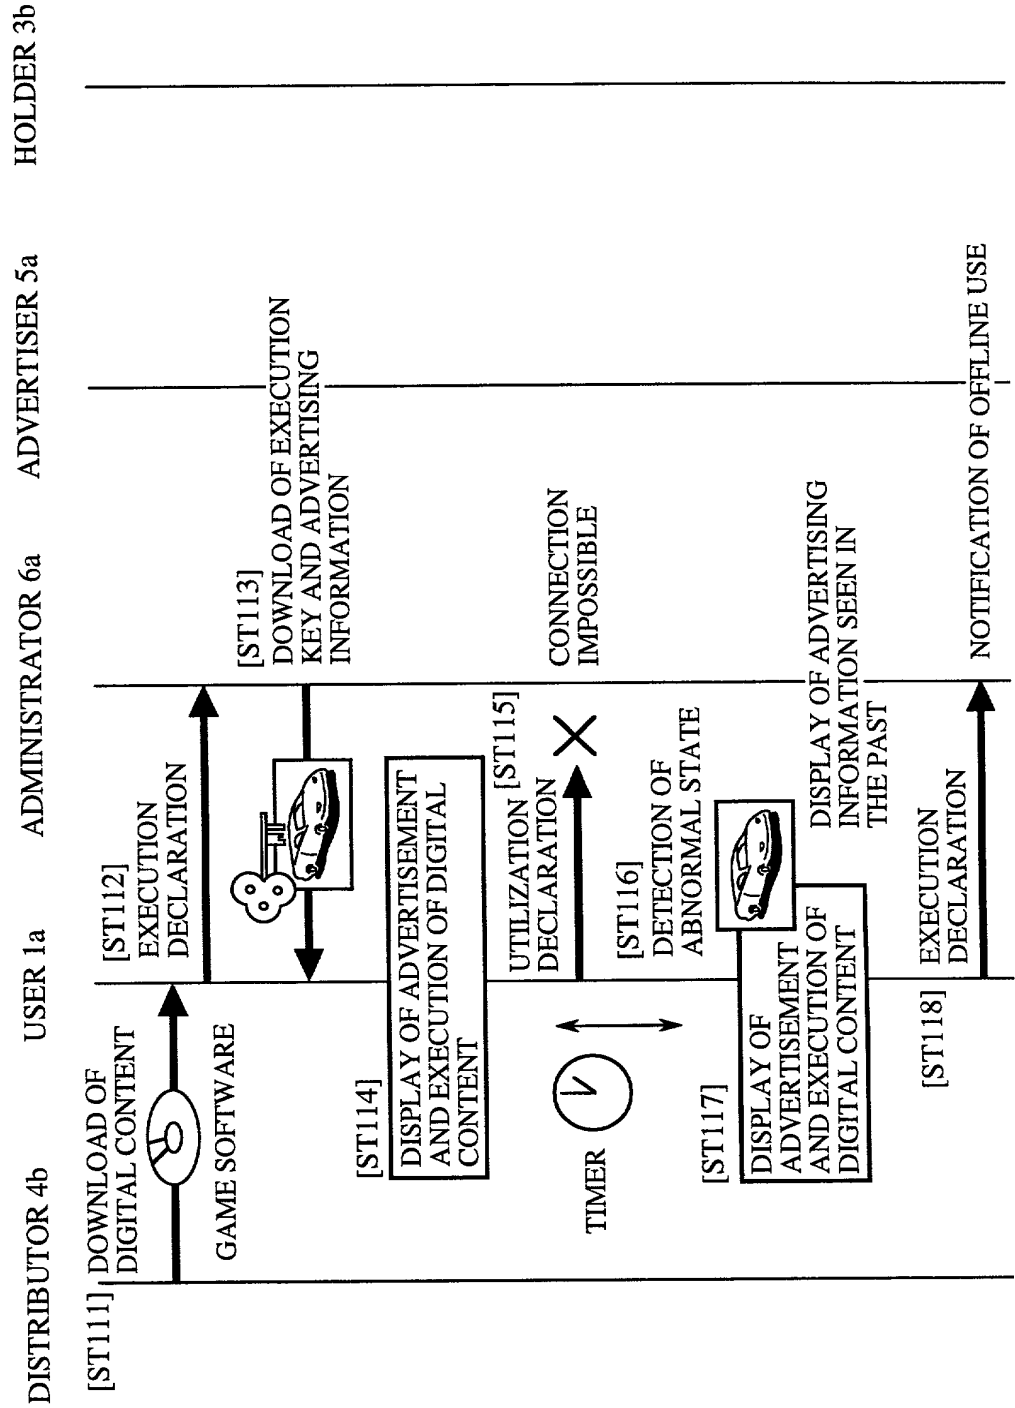 DISTRIBUTOR 4b
USER 1a
ADMINISTRATOR 6a
ADVERTISER 5a
HOLDER 3b
[ST111]
DOWNLOAD OF
DIGITAL CONTENT
GAME SOFTWARE
[ST112]
EXECUTION
DECLARATION
[ST113]
DOWNLOAD OF EXECUTION
KEY AND ADVERTISING
INFORMATION
[ST114]
DISPLAY OF ADVERTISEMENT
AND EXECUTION OF DIGITAL
CONTENT
UTILIZATION
DECLARATION
[ST115]
CONNECTION
IMPOSSIBLE
TIMER
[ST116]
DETECTION OF
ABNORMAL STATE
[ST117]
DISPLAY OF
ADVERTISEMENT
AND EXECUTION OF
DIGITAL CONTENT
DISPLAY OF ADVERTISING
INFORMATION SEEN IN
THE PAST
[ST118]
EXECUTION
DECLARATION
NOTIFICATION OF OFFLINE USE